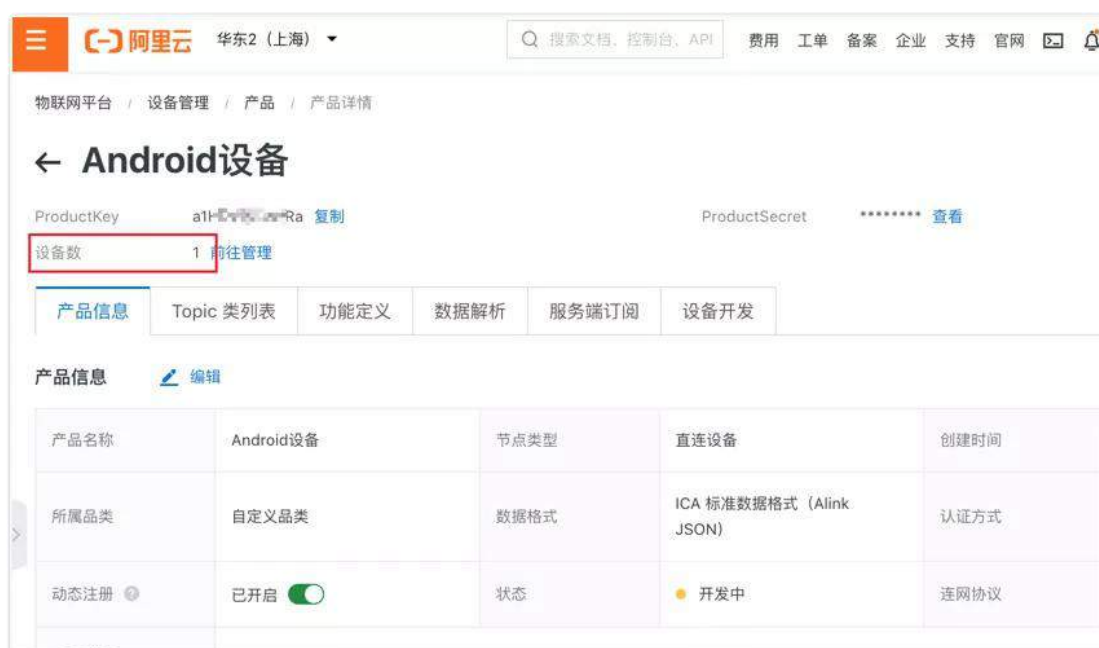 阿里云 华东2（上海） 搜索文档、控制台、API 费用 工单 备案 企业 支持 官网
物联网平台 / 设备管理 / 产品 / 产品详情
← Android设备
ProductKey a1H Ra 复制 ProductSecret ******** 查看
设备数 1 前往管理
产品信息 Topic 类列表 功能定义 数据解析 服务端订阅 设备开发
产品信息 编辑
产品名称 Android设备 节点类型 直连设备 创建时间
所属品类 自定义品类 数据格式 ICA 标准数据格式（Alink
JSON） 认证方式
动态注册 已开启 状态 开发中 连网协议